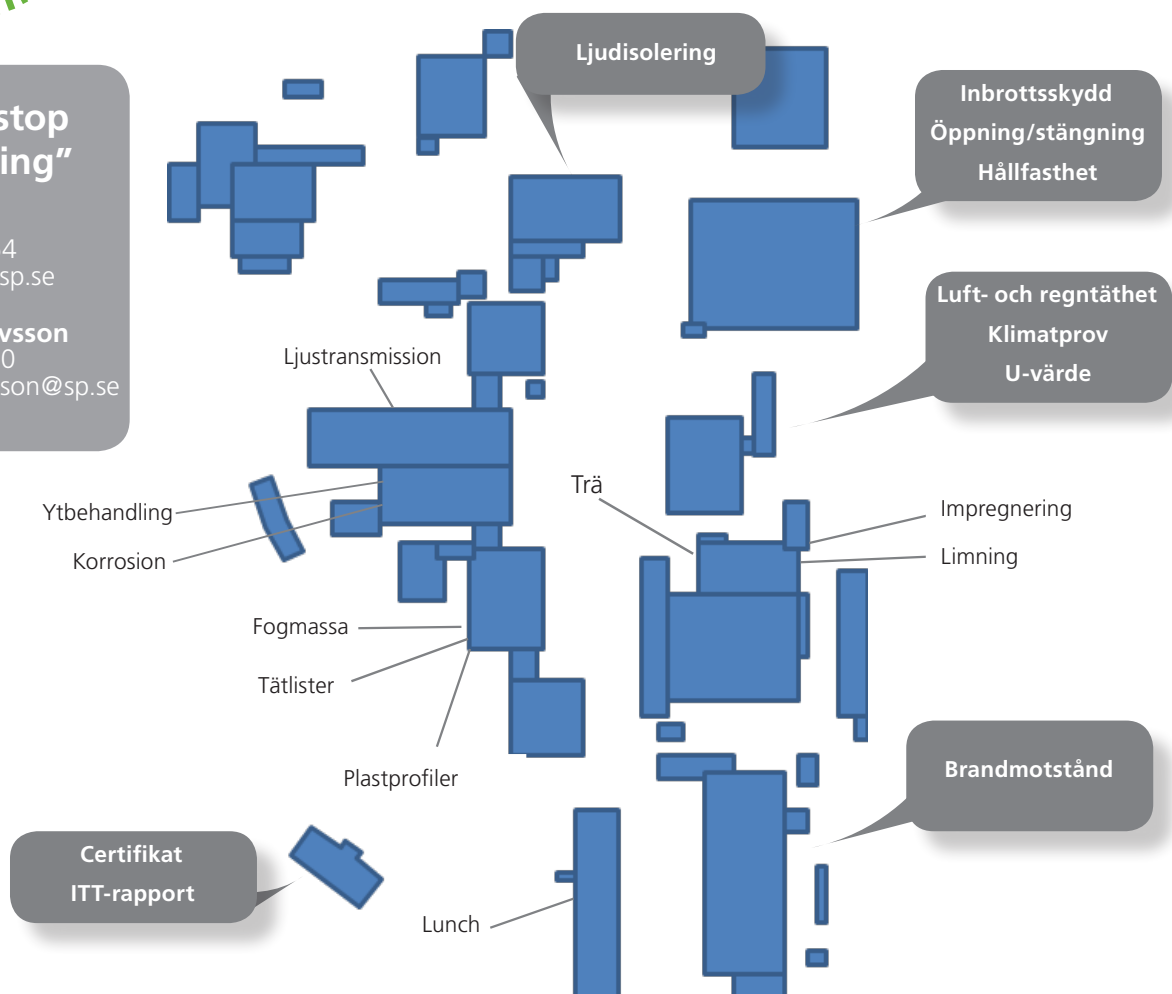 Ljudisolering
Inbrottsskydd
Öppning/stängning
Hållfasthet
stop
ing”
4
sp.se
vsson
0
son@sp.se
Luft- och regntäthet
Klimatprov
U-värde
Ljustransmission
Trä
Ytbehandling
Korrosion
Impregnering
Limning
Fogmassa
Tätlister
Plastprofiler
Brandmotstånd
Certifikat
ITT-rapport
Lunch